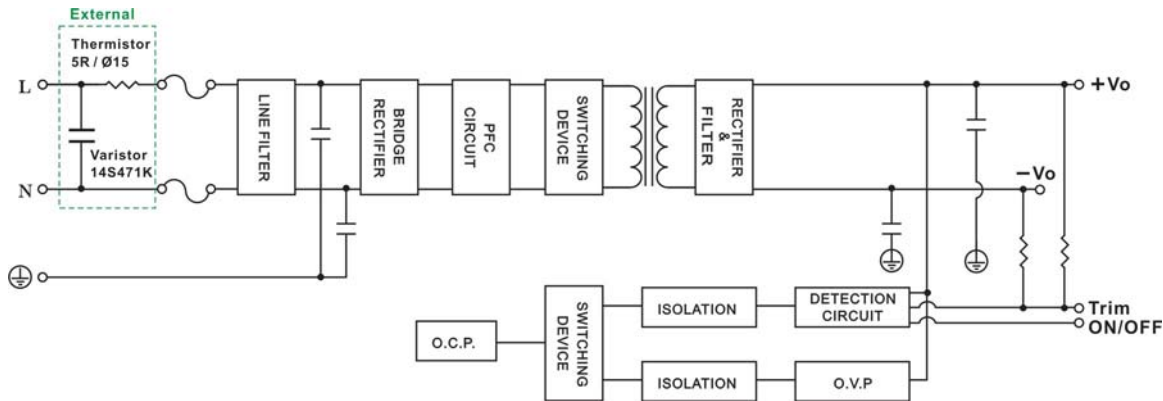 External
Thermistor
5R / Ø15
L
Varistor
14S471K
N
LINE FILTER
BRIDGE
RECTIFIER
PFC
CIRCUIT
SWITCHING
DEVICE
RECTIFIER
&
FILTER
+Vo
−Vo
O.C.P.
SWITCHING
DEVICE
ISOLATION
DETECTION
CIRCUIT
Trim
ON/OFF
ISOLATION
O.V.P